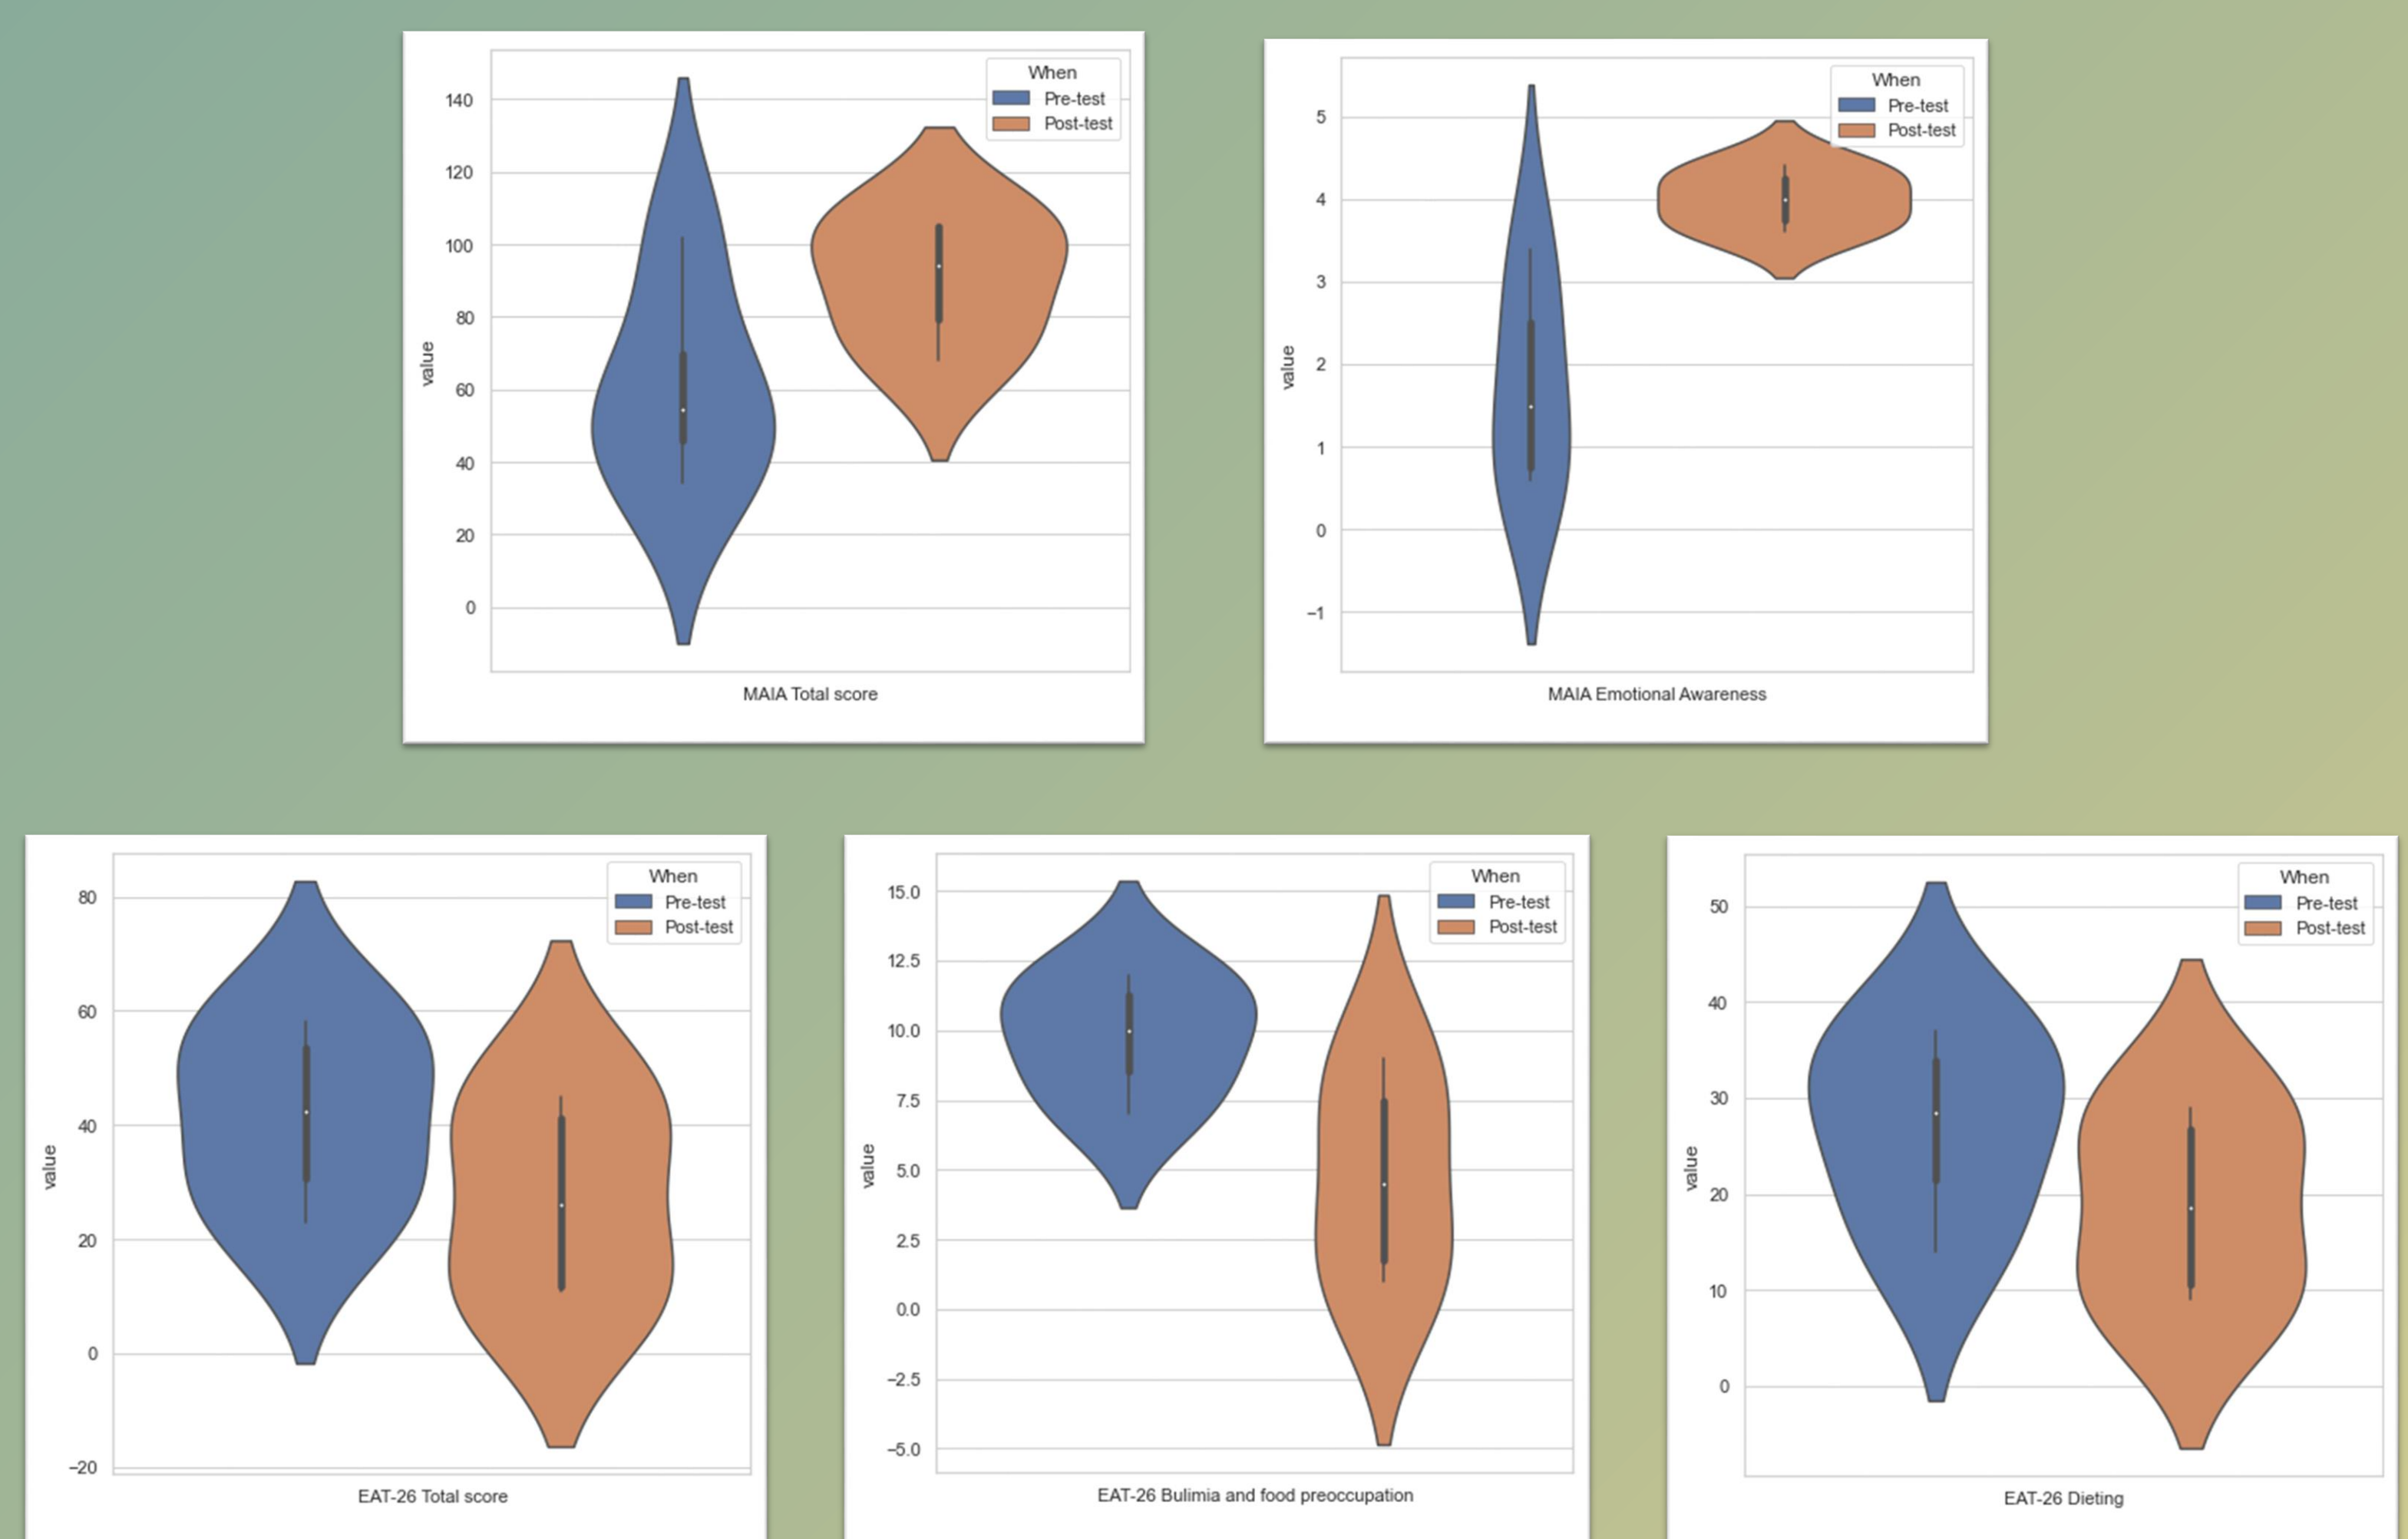 When
Pre-test
Post-test
140
120
100
80
60
40
20
0
value
MAIA Total score
When
Pre-test
Post-test
5
4
3
2
1
0
−1
value
MAIA Emotional Awareness
When
Pre-test
Post-test
80
60
40
20
0
−20
value
EAT-26 Total score
When
Pre-test
Post-test
15.0
12.5
10.0
7.5
5.0
2.5
0.0
−2.5
−5.0
value
EAT-26 Bulimia and food preoccupation
When
Pre-test
Post-test
50
40
30
20
10
0
value
EAT-26 Dieting